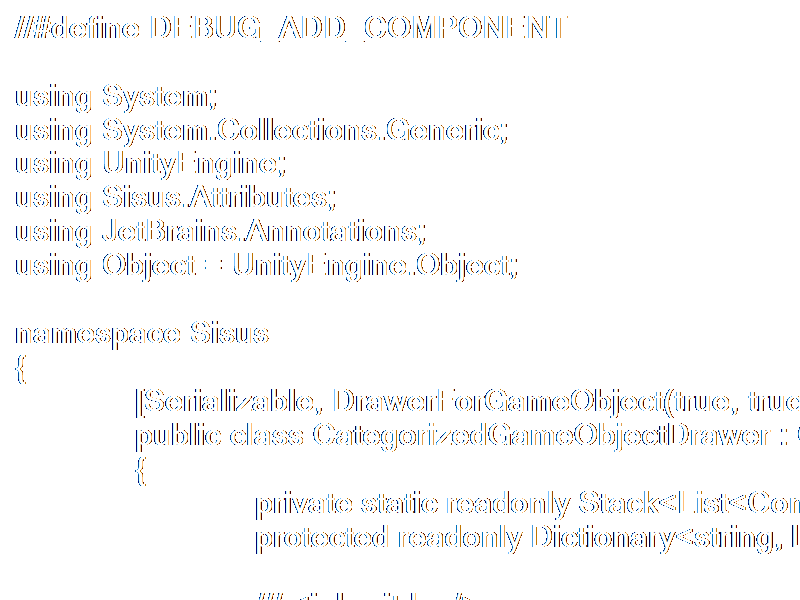 //#define DEBUG_ADD_COMPONENT

using System;
using System.Collections.Generic;
using UnityEngine;
using Sisus.Attributes;
using JetBrains.Annotations;
using Object = UnityEngine.Object;

namespace Sisus
{
[Serializable, DrawerForGameObject(true, true
public class CategorizedGameObjectDrawer :
{
private static readonly Stack<List<Com
protected readonly Dictionary<string,